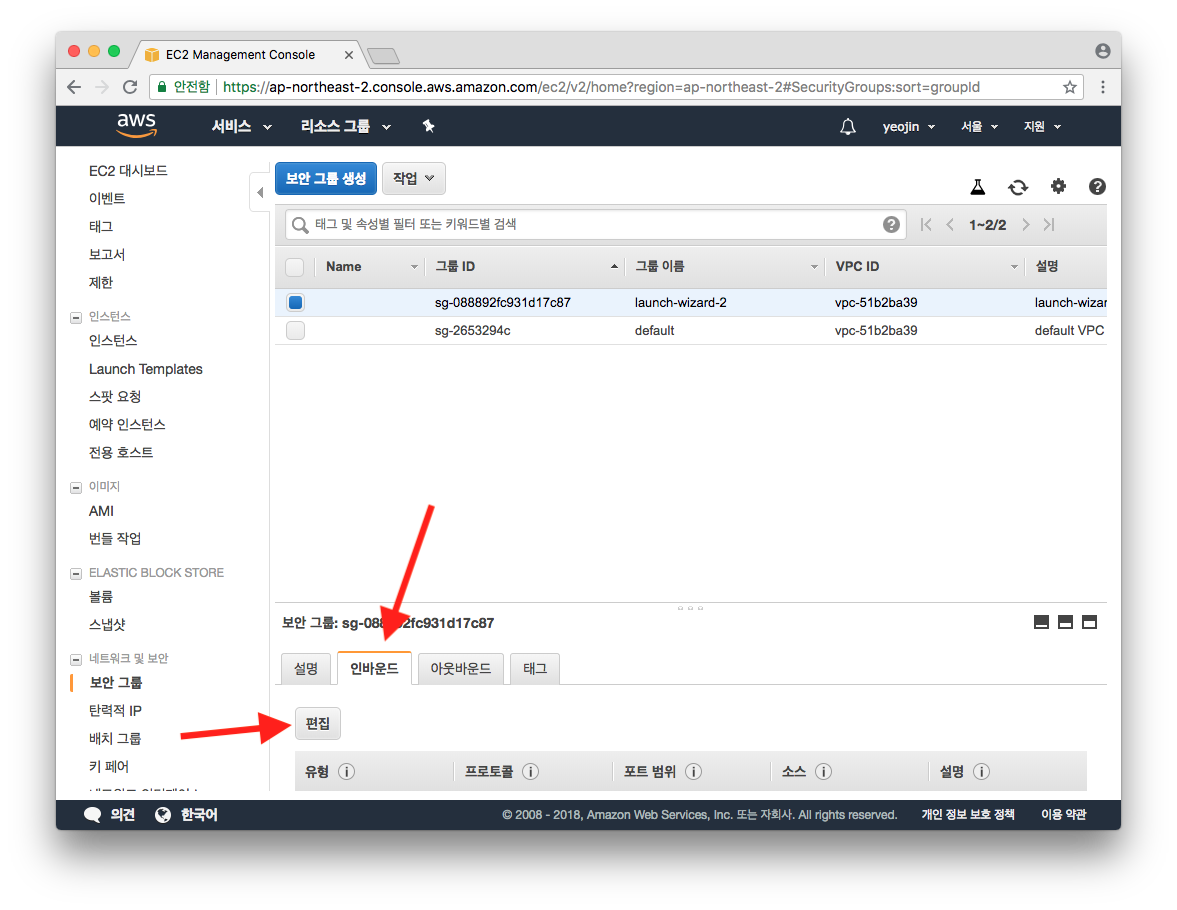 EC2 Management Console
안전함 https://ap-northeast-2.console.aws.amazon.com/ec2/v2/home?region=ap-northeast-2#SecurityGroups:sort=groupId
aws 서비스 리소스 그룹 yeojin 서울 지원
EC2 대시보드
이벤트
태그
보고서
제한
인스턴스
인스턴스
Launch Templates
스팟 요청
예약 인스턴스
전용 호스트
이미지
AMI
번들 작업
ELASTIC BLOCK STORE
볼륨
스냅샷
네트워크 및 보안
보안 그룹
탄력적 IP
배치 그룹
키 페어
보안 그룹 생성 작업
태그 및 속성별 필터 또는 키워드별 검색 1~2/2
Name 그룹 ID 그룹 이름 VPC ID 설명
sg-088892fc931d17c87 launch-wizard-2 vpc-51b2ba39 launch-wizar
sg-2653294c default vpc-51b2ba39 default VPC
보안 그룹: sg-088892fc931d17c87
설명 인바운드 아웃바운드 태그
편집
유형 프로토콜 포트 범위 소스 설명
의견 한국어 © 2008 - 2018, Amazon Web Services, Inc. 또는 자회사. All rights reserved. 개인 정보 보호 정책 이용 약관